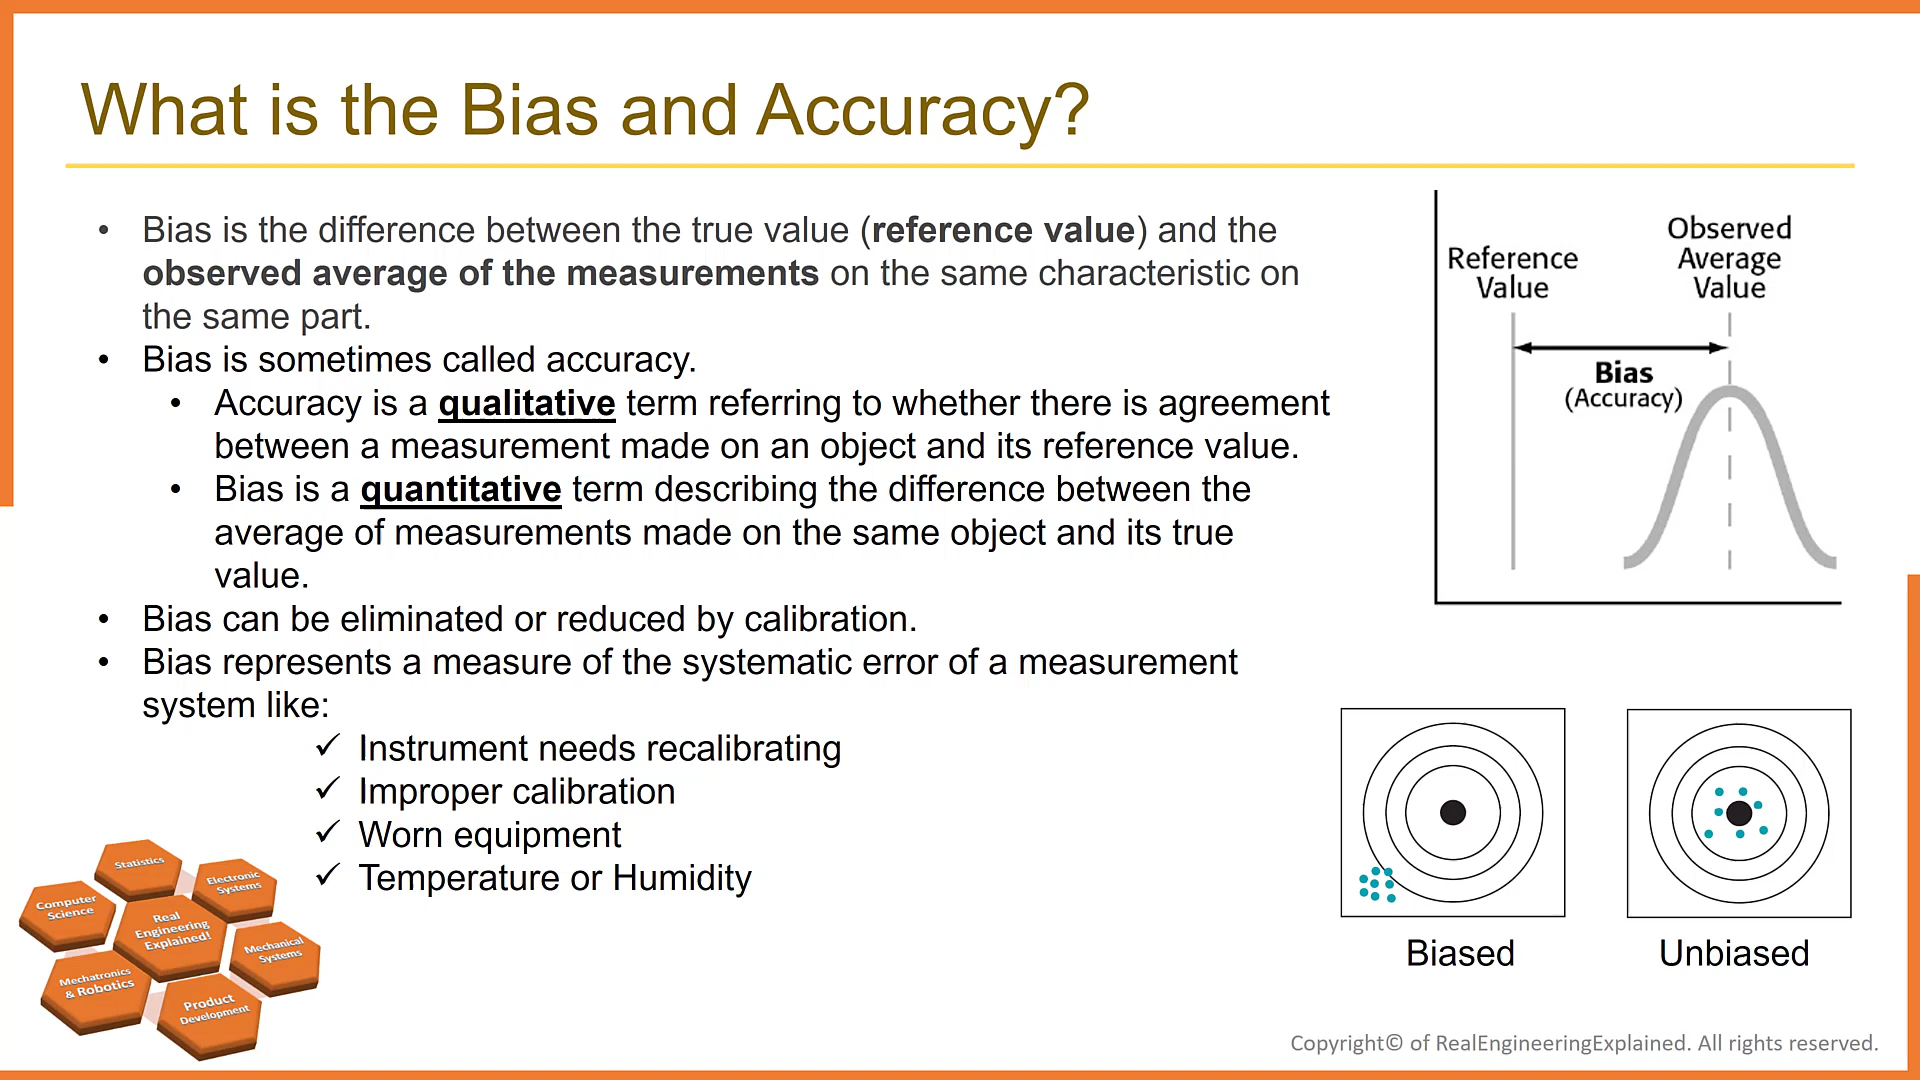 What is the Bias and Accuracy?
• Bias is the difference between the true value (reference value) and the
observed average of the measurements on the same characteristic on
the same part.
• Bias is sometimes called accuracy.
• Accuracy is a qualitative term referring to whether there is agreement
between a measurement made on an object and its reference value.
• Bias is a quantitative term describing the difference between the
average of measurements made on the same object and its true
value.
• Bias can be eliminated or reduced by calibration.
• Bias represents a measure of the systematic error of a measurement
system like:
✓ Instrument needs recalibrating
✓ Improper calibration
✓ Worn equipment
✓ Temperature or Humidity
Reference
Value
Observed
Average
Value
Bias
(Accuracy)
Biased
Unbiased
Statistics
Electronic
Systems
Computer
Science
Real
Engineering
Explained!
Mechanical
Systems
Mechatronics
& Robotics
Product
Development
Copyright© of RealEngineeringExplained. All rights reserved.